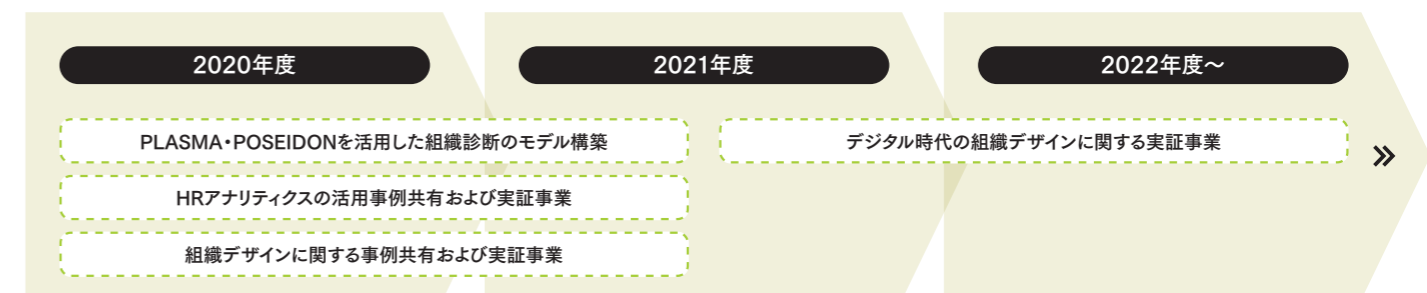 2020年度
2021年度
2022年度～
PLASMA・POSEIDONを活用した組織診断のモデル構築
デジタル時代の組織デザインに関する実証事業
HRアナリティクスの活用事例共有および実証事業
組織デザインに関する事例共有および実証事業